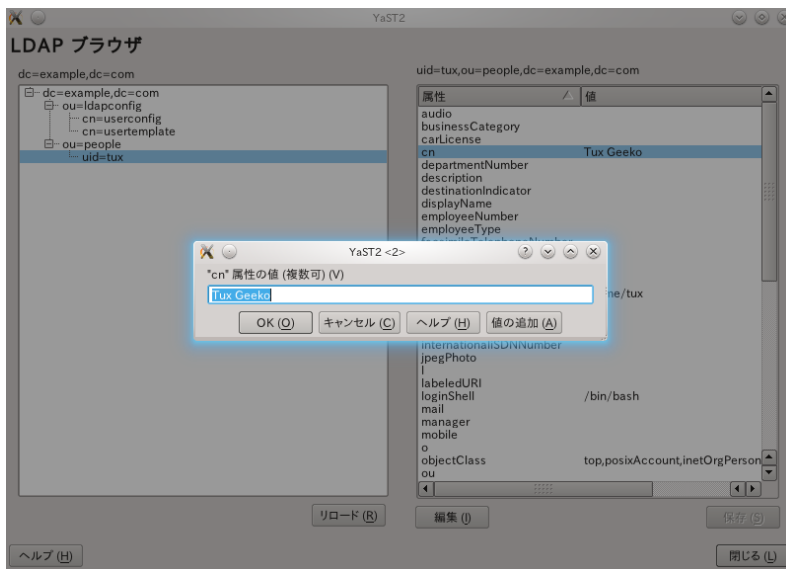 YaST2
LDAP ブラウザ
dc=example,dc=com
dc=example,dc=com
ou=ldapconfig
cn=userconfig
cn=usertemplate
ou=people
uid=tux
リロード (R)
uid=tux,ou=people,dc=example,dc=com
属性 値
audio
businessCategory
carLicense
cn Tux Geeko
departmentNumber
description
destinationIndicator
displayName
employeeNumber
employeeType
facsimileTelephoneNumber
me/tux
YaST2 <2>
"cn" 属性の値 (複数可) (V)
Tux Geeko
OK (O) キャンセル (C) ヘルプ (H) 値の追加 (A)
internationaliSDNNumber
jpegPhoto
l
labeledURI
loginShell /bin/bash
mail
manager
mobile
o
objectClass top,posixAccount,inetOrgPerson
ou
編集 (I) 保存 (S)
ヘルプ (H) 閉じる (L)